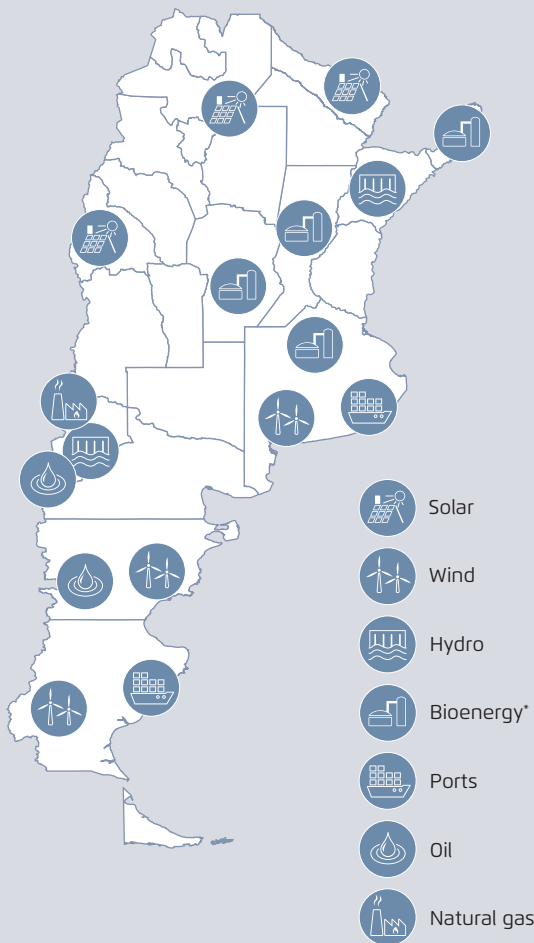 Solar
Wind
Hydro
Bioenergy*
Ports
Oil
Natural gas